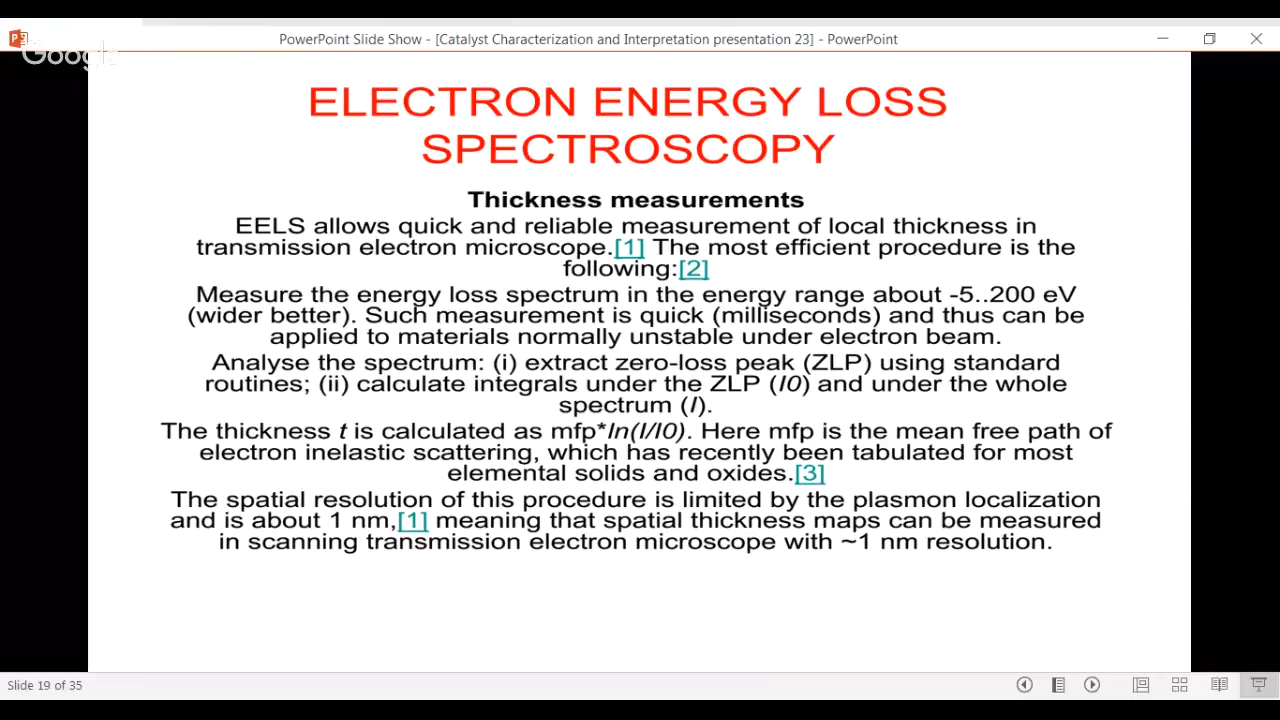 PowerPoint Slide Show - [Catalyst Characterization and Interpretation presentation 23] - PowerPoint
Google
ELECTRON ENERGY LOSS
SPECTROSCOPY
Thickness measurements
EELS allows quick and reliable measurement of local thickness in
transmission electron microscope.[1] The most efficient procedure is the
following:[2]
Measure the energy loss spectrum in the energy range about -5..200 eV
(wider better). Such measurement is quick (milliseconds) and thus can be
applied to materials normally unstable under electron beam.
Analyse the spectrum: (i) extract zero-loss peak (ZLP) using standard
routines; (ii) calculate integrals under the ZLP (I0) and under the whole
spectrum (I).
The thickness t is calculated as mfp*ln(I/I0). Here mfp is the mean free path of
electron inelastic scattering, which has recently been tabulated for most
elemental solids and oxides.[3]
The spatial resolution of this procedure is limited by the plasmon localization
and is about 1 nm,[1] meaning that spatial thickness maps can be measured
in scanning transmission electron microscope with ~1 nm resolution.
Slide 19 of 35